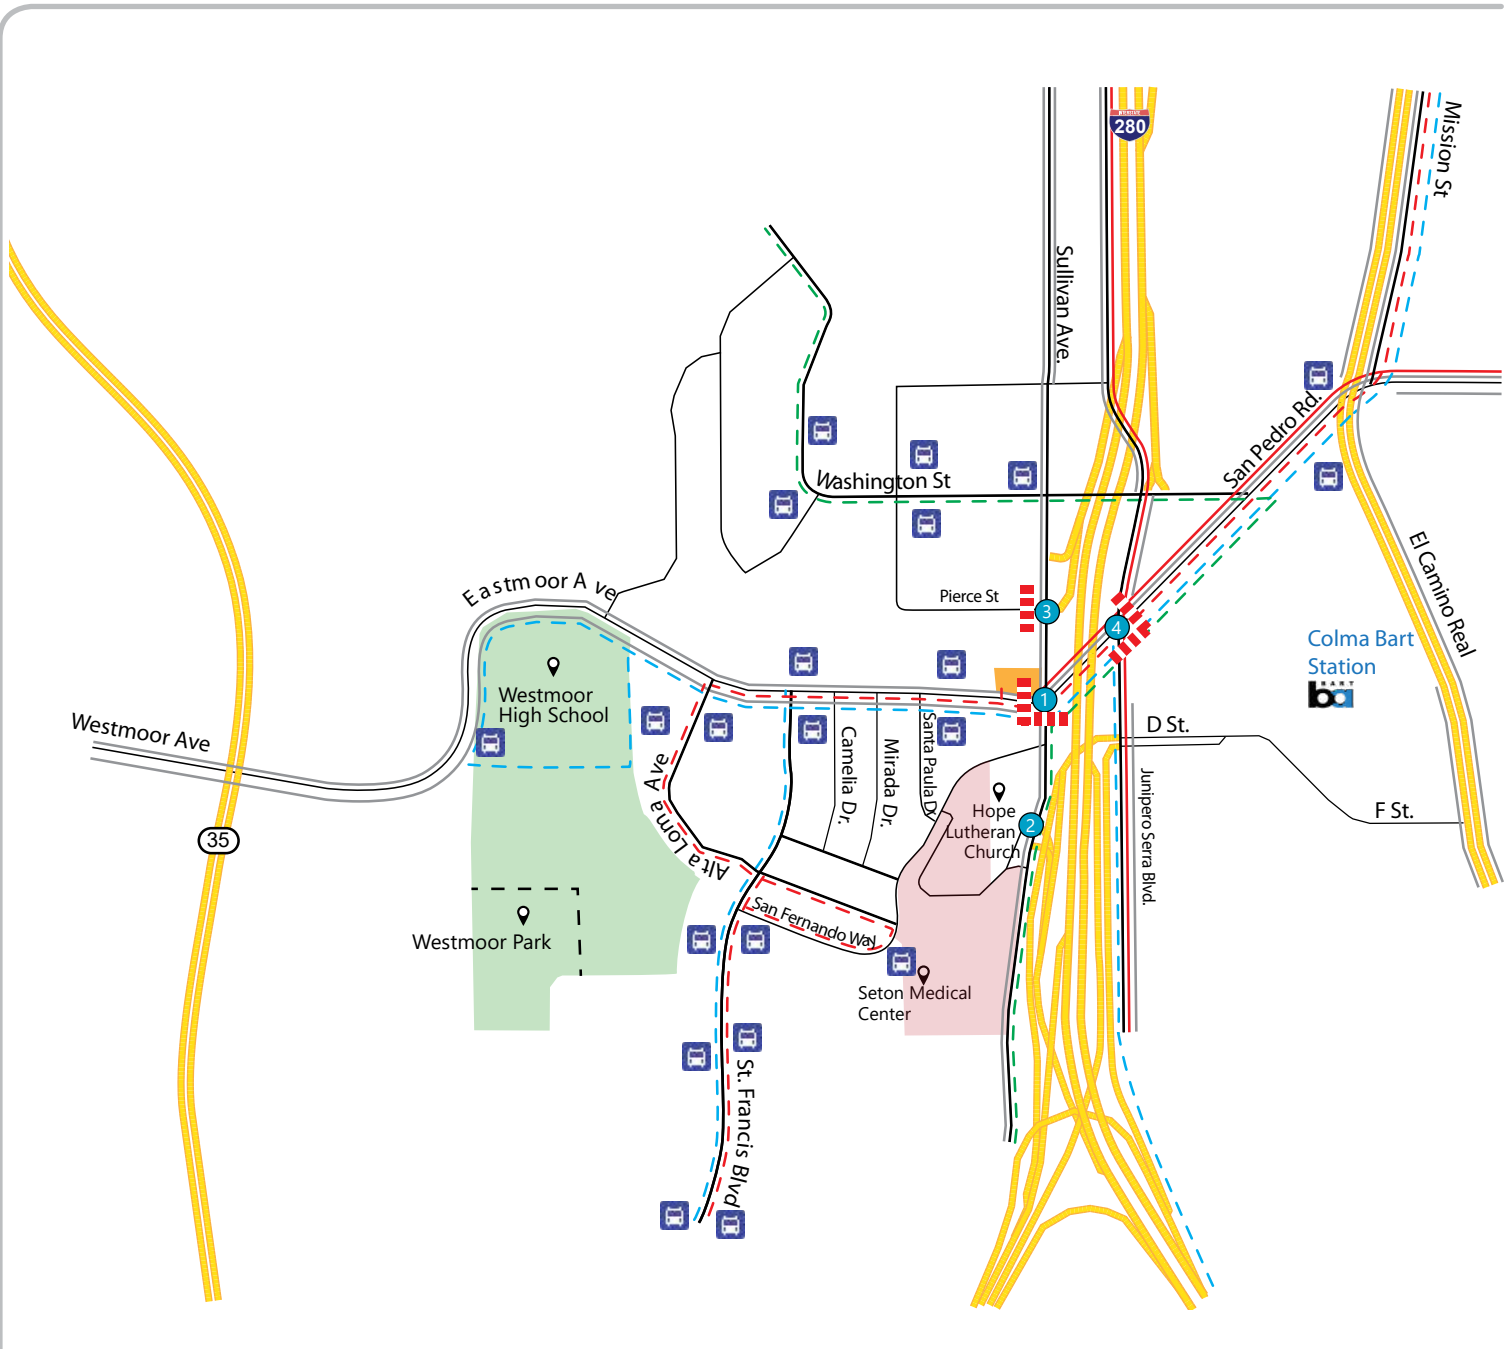 INTERSTATE
280
Mission St
Sullivan Ave.
San Pedro Rd.
Washington St
El Camino Real
Eastmoor Ave
Pierce St
3
4
Colma Bart
Station
BART
ba
Westmoor
High School
1
Westmoor Ave
D St.
Santa Paula Dr.
Camelia Dr.
Mirada Dr.
Junipero Serra Blvd.
Alta Loma Ave
Hope
Lutheran
Church
2
F St.
35
San Fernando Way
Westmoor Park
Seton Medical
Center
St. Francis Blvd